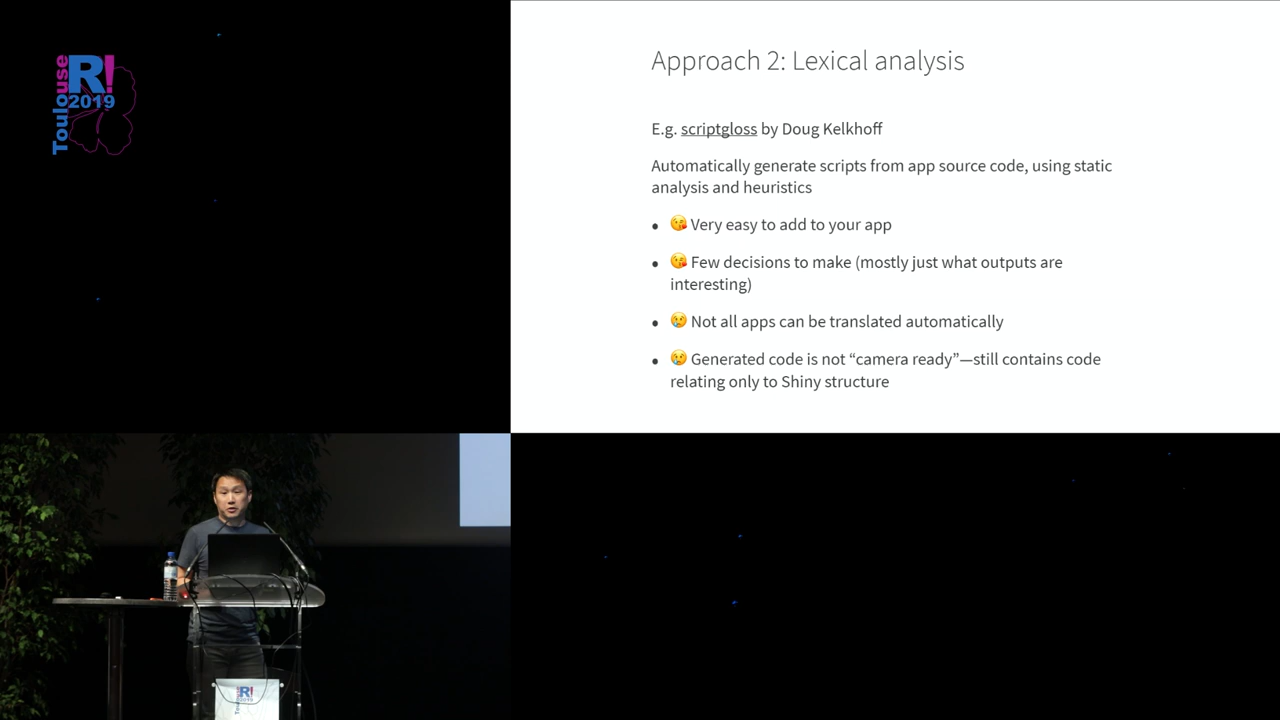 Toulouse
R!
2019
Approach 2: Lexical analysis
E.g. scriptgloss by Doug Kelkhoff
Automatically generate scripts from app source code, using static
analysis and heuristics
• 😘 Very easy to add to your app
• 😘 Few decisions to make (mostly just what outputs are
interesting)
• 😢 Not all apps can be translated automatically
• 😢 Generated code is not “camera ready”—still contains code
relating only to Shiny structure
Toulouse
R!
2019